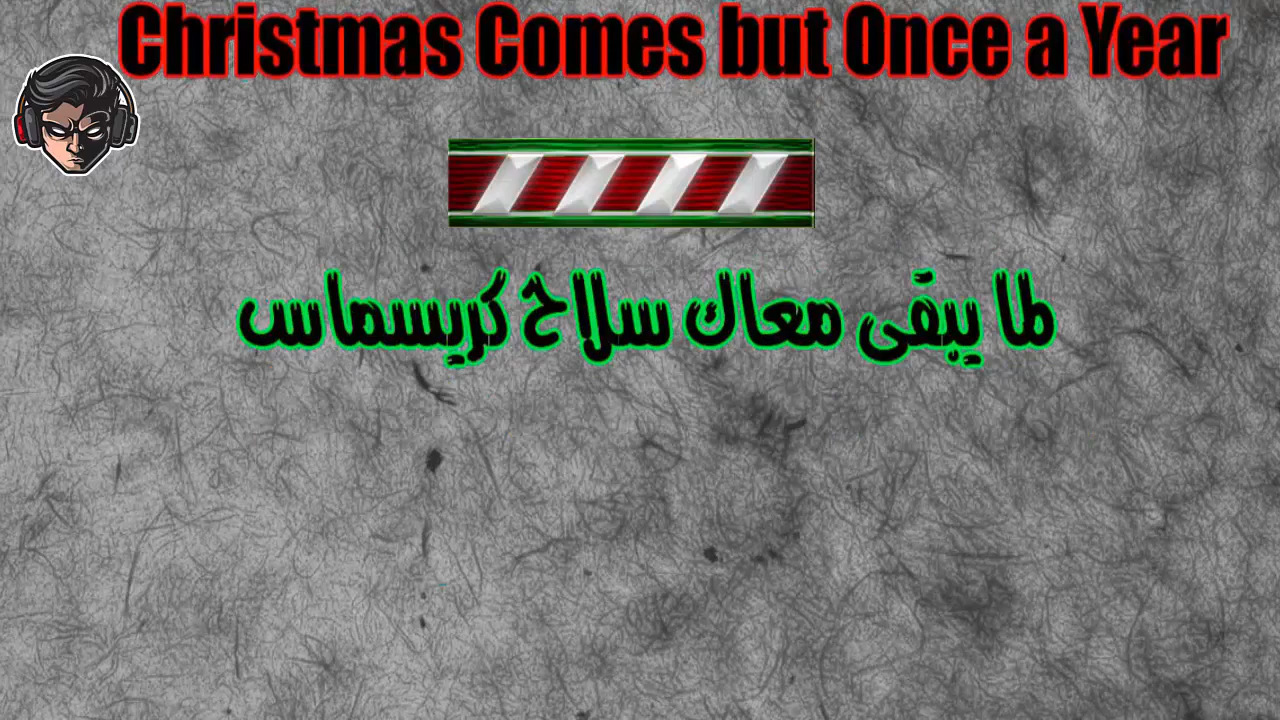 Christmas Comes but Once a Year
لما يبقى معاك سلاح كريسماس